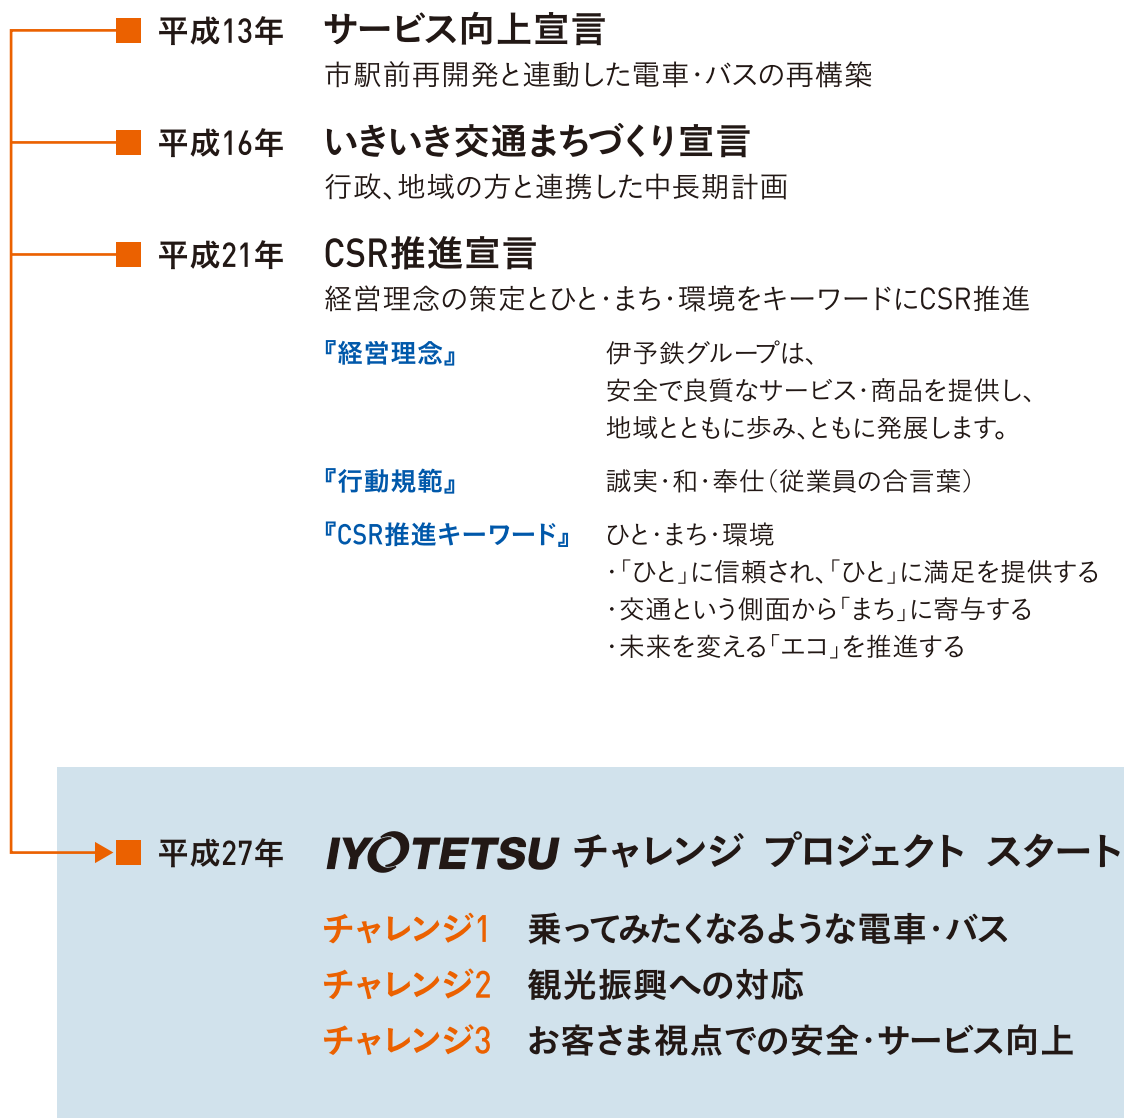 平成13年 サービス向上宣言
市駅前再開発と連動した電車・バスの再構築
平成16年 いきいき交通まちづくり宣言
行政、地域の方と連携した中長期計画
平成21年 CSR推進宣言
経営理念の策定とひと・まち・環境をキーワードにCSR推進
『経営理念』 伊予鉄グループは、
安全で良質なサービス・商品を提供し、
地域とともに歩み、ともに発展します。
『行動規範』 誠実・和・奉仕(従業員の合言葉)
『CSR推進キーワード』 ひと・まち・環境
・「ひと」に信頼され、「ひと」に満足を提供する
・交通という側面から「まち」に寄与する
・未来を変える「エコ」を推進する
平成27年 IYOTETSU チャレンジ プロジェクト スタート
チャレンジ1 乗ってみたくなるような電車・バス
チャレンジ2 観光振興への対応
チャレンジ3 お客さま視点での安全・サービス向上